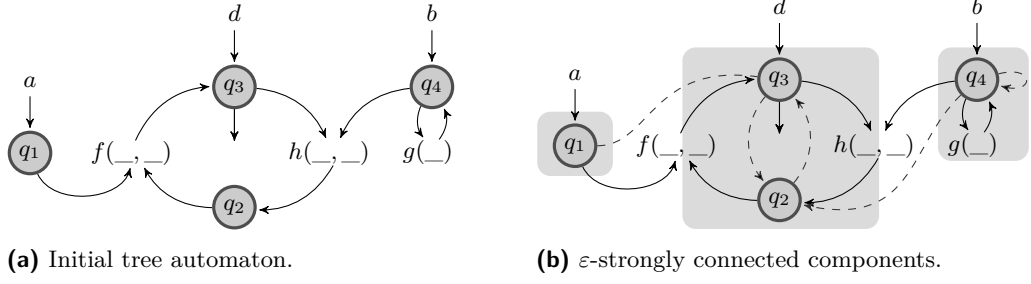 a
d
b
q1
q3
q4
f(_, _)
h(_, _)
g(_)
q2
(a) Initial tree automaton.
d
b
a
q3
q4
q1
f(_, _)
h(_, _)
g(_)
q2
(b) ε-strongly connected components.